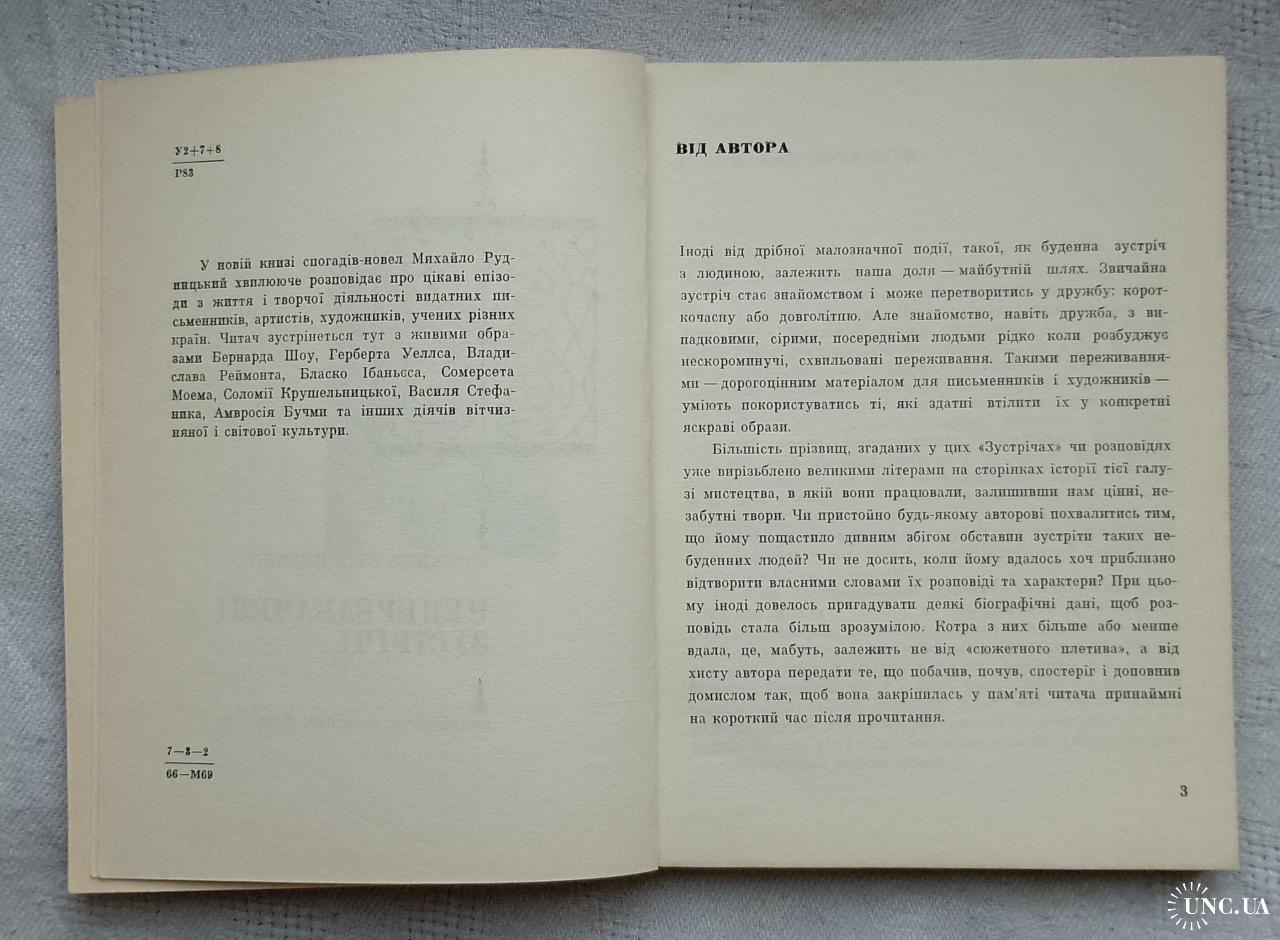 У2+7+8
Р83
У новій книзі спогадів-новел Михайло Руд-
ницький хвилююче розповідає про цікаві епізо-
ди з життя і творчої діяльності видатних пи-
сьменників, артистів, художників, учених різних
країн. Читач зустрінеться тут з живими обра-
зами Бернарда Шоу, Герберта Уеллса, Влади-
слава Реймонта, Бласко Ібаньєса, Сомерсета
Моема, Соломії Крушельницької, Василя Стефа-
ника, Амвросія Бучми та інших діячів вітчиз-
няної і світової культури.
7—3—2
66—М69
ВІД АВТОРА
Іноді від дрібної малозначної події, такої, як буденна зустріч
з людиною, залежить наша доля — майбутній шлях. Звичайна
зустріч стає знайомством і може перетворитись у дружбу: корот-
кочасну або довголітню. Але знайомство, навіть дружба, з ви-
падковими, сірими, посередніми людьми рідко коли розбуджує
нескороминучі, схвильовані переживання. Такими переживання-
ми — дорогоцінним матеріалом для письменників і художників —
уміють покористуватись ті, які здатні втілити їх у конкретні
яскраві образи.
Більшість прізвищ, згаданих у цих «Зустрічах» чи розповідях
уже вирізьблено великими літерами на сторінках історії тієї галу-
зі мистецтва, в якій вони працювали, залишивши нам цінні, не-
забутні твори. Чи пристойно будь-якому авторові похвалитись тим,
що йому пощастило дивним збігом обставин зустріти таких не-
буденних людей? Чи не досить, коли йому вдалось хоч приблизно
відтворити власними словами їх розповіді та характери? При цьо-
му іноді довелось пригадувати деякі біографічні дані, щоб роз-
повідь стала більш зрозумілою. Котра з них більше або менше
вдала, це, мабуть, залежить не від «сюжетного плетива», а від
хисту автора передати те, що побачив, почув, спостеріг і доповнив
домислом так, щоб вона закріпилась у пам'яті читача принаймні
на короткий час після прочитання.
3
UNC.UA